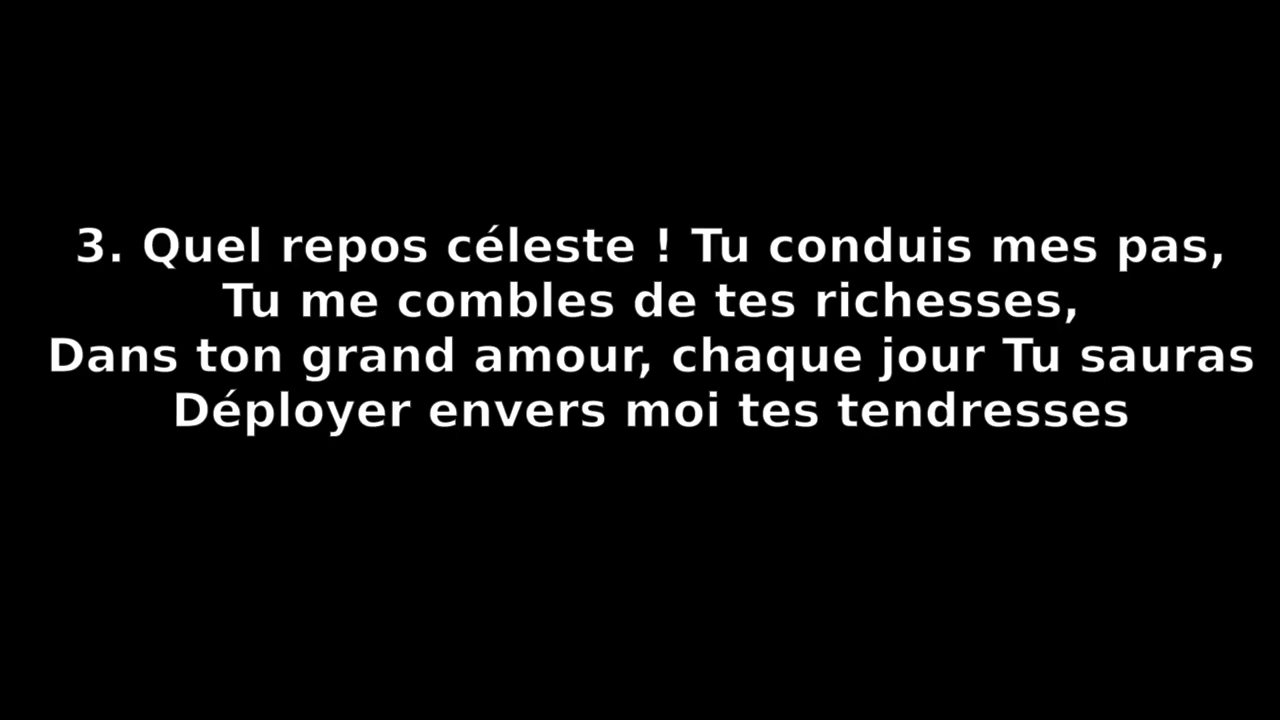 3. Quel repos céleste ! Tu conduis mes pas,
Tu me combles de tes richesses,
Dans ton grand amour, chaque jour Tu sauras
Déployer envers moi tes tendresses